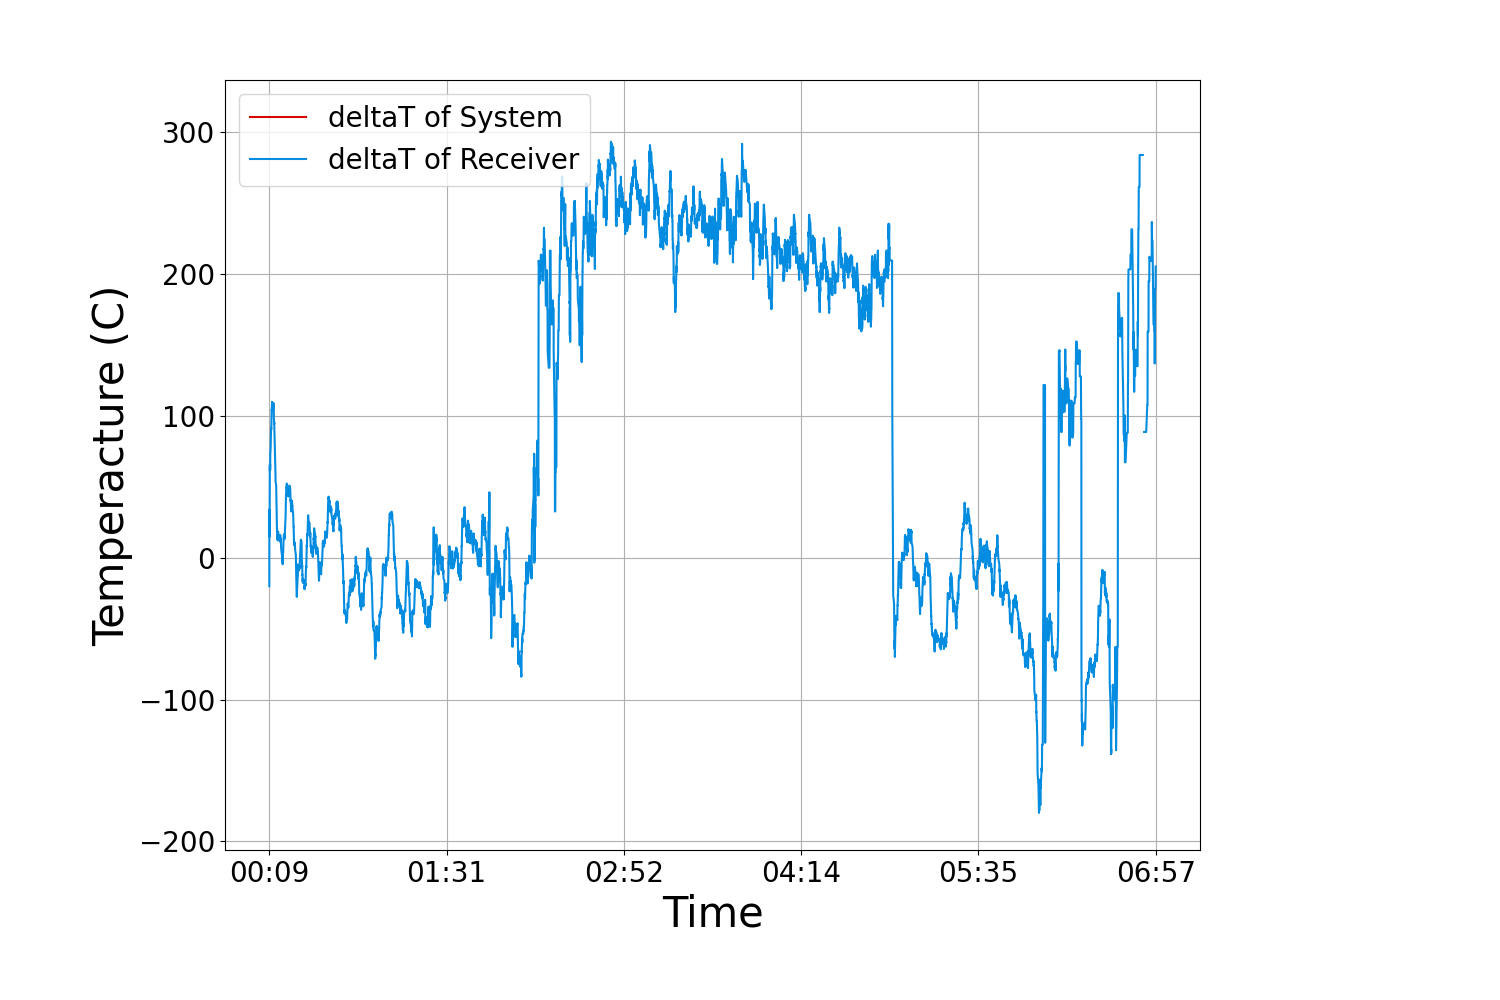 deltaT of System
deltaT of Receiver
300
200
100
0
−100
−200
Temperacture (C)
00:09 01:31 02:52 04:14 05:35 06:57
Time